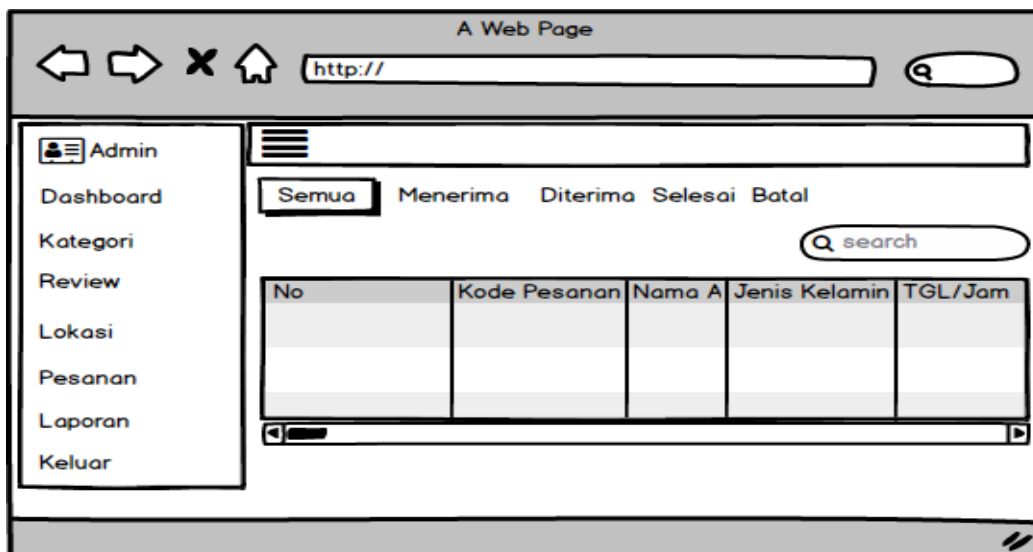 A Web Page
http://
Admin
Dashboard
Kategori
Review
Lokasi
Pesanan
Laporan
Keluar
Semua Menerima Diterima Selesai Batal
search
No Kode Pesanan Nama A Jenis Kelamin TGL/Jam